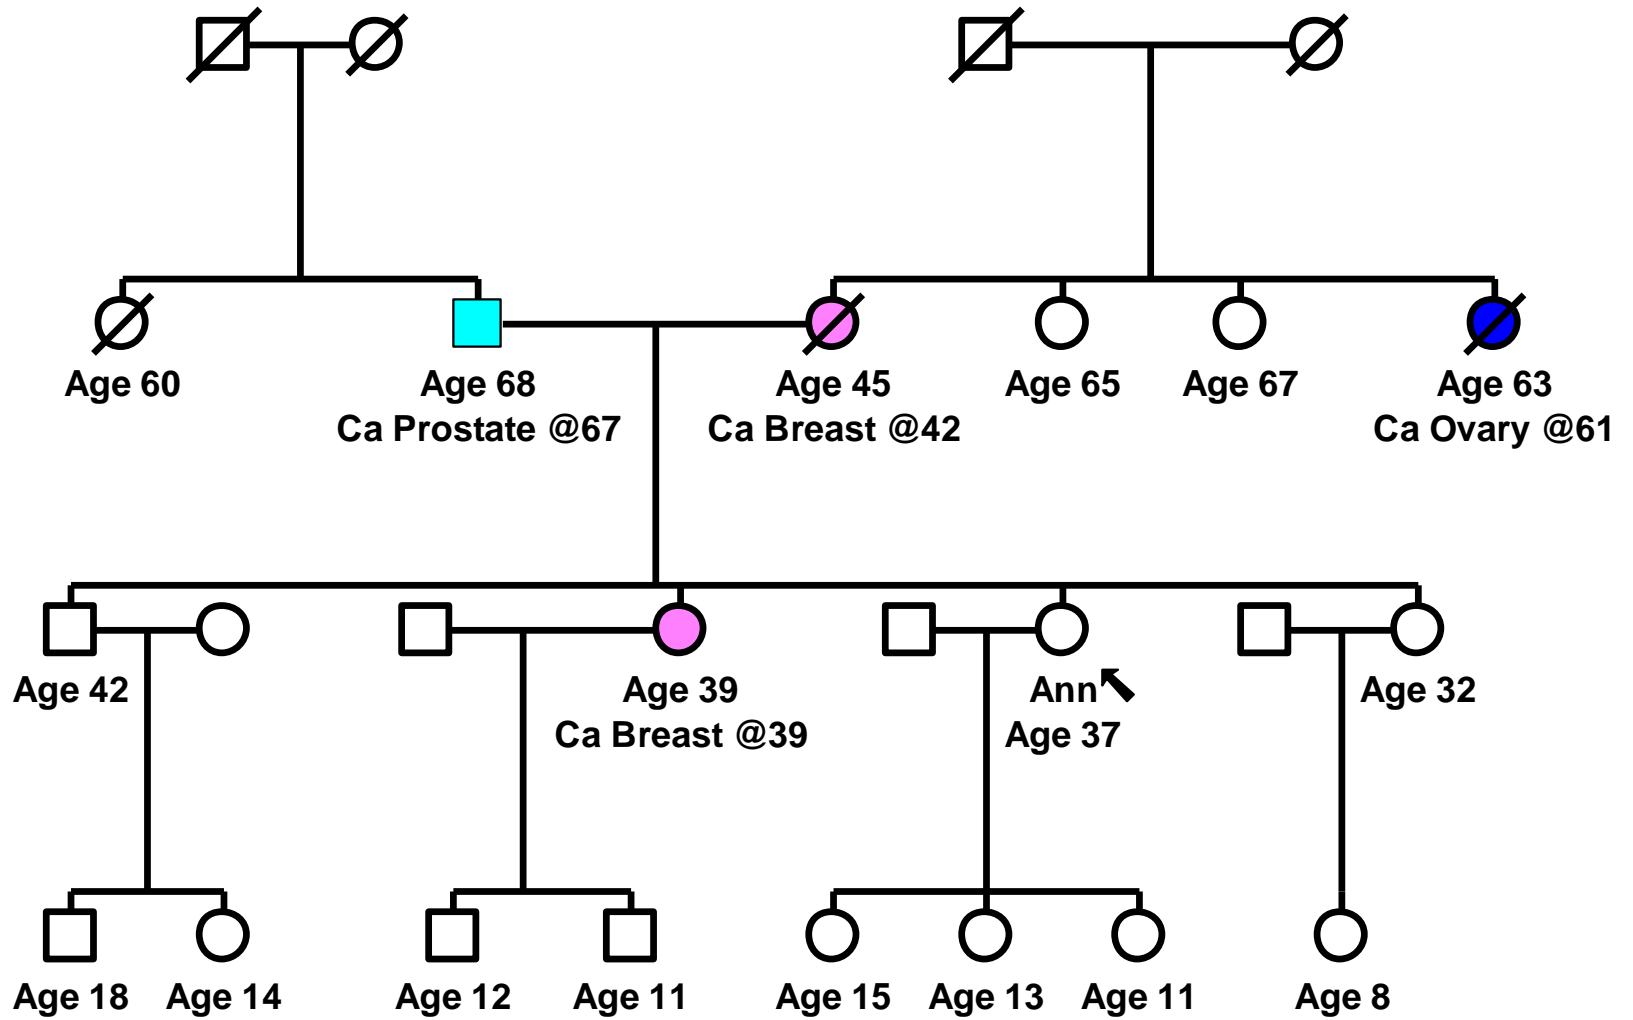 Age 60
Age 68
Ca Prostate @67
Age 45
Ca Breast @42
Age 65
Age 67
Age 63
Ca Ovary @61
Age 42
Age 39
Ca Breast @39
Ann
Age 37
Age 32
Age 18
Age 14
Age 12
Age 11
Age 15
Age 13
Age 11
Age 8